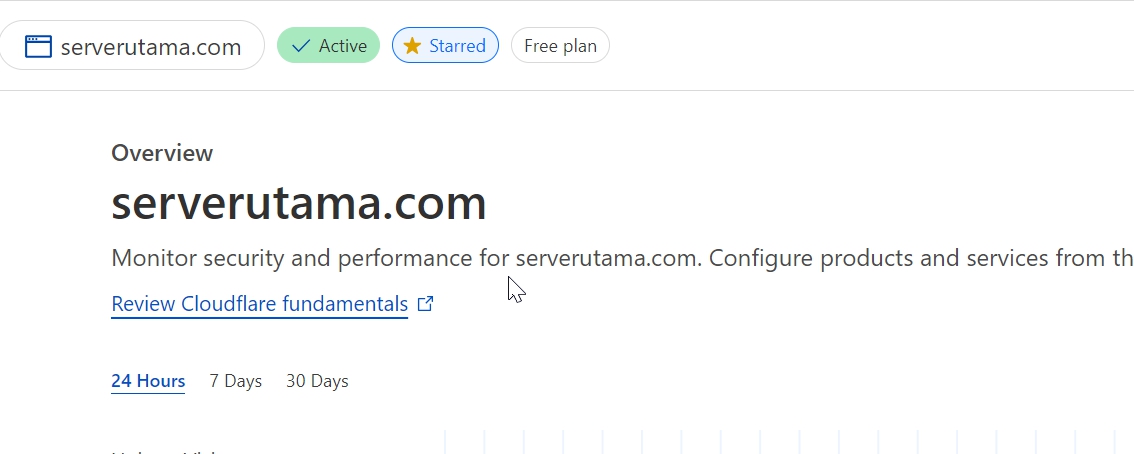 serverutama.com Active Starred Free plan
Overview
serverutama.com
Monitor security and performance for serverutama.com. Configure products and services from th
Review Cloudflare fundamentals
24 Hours 7 Days 30 Days